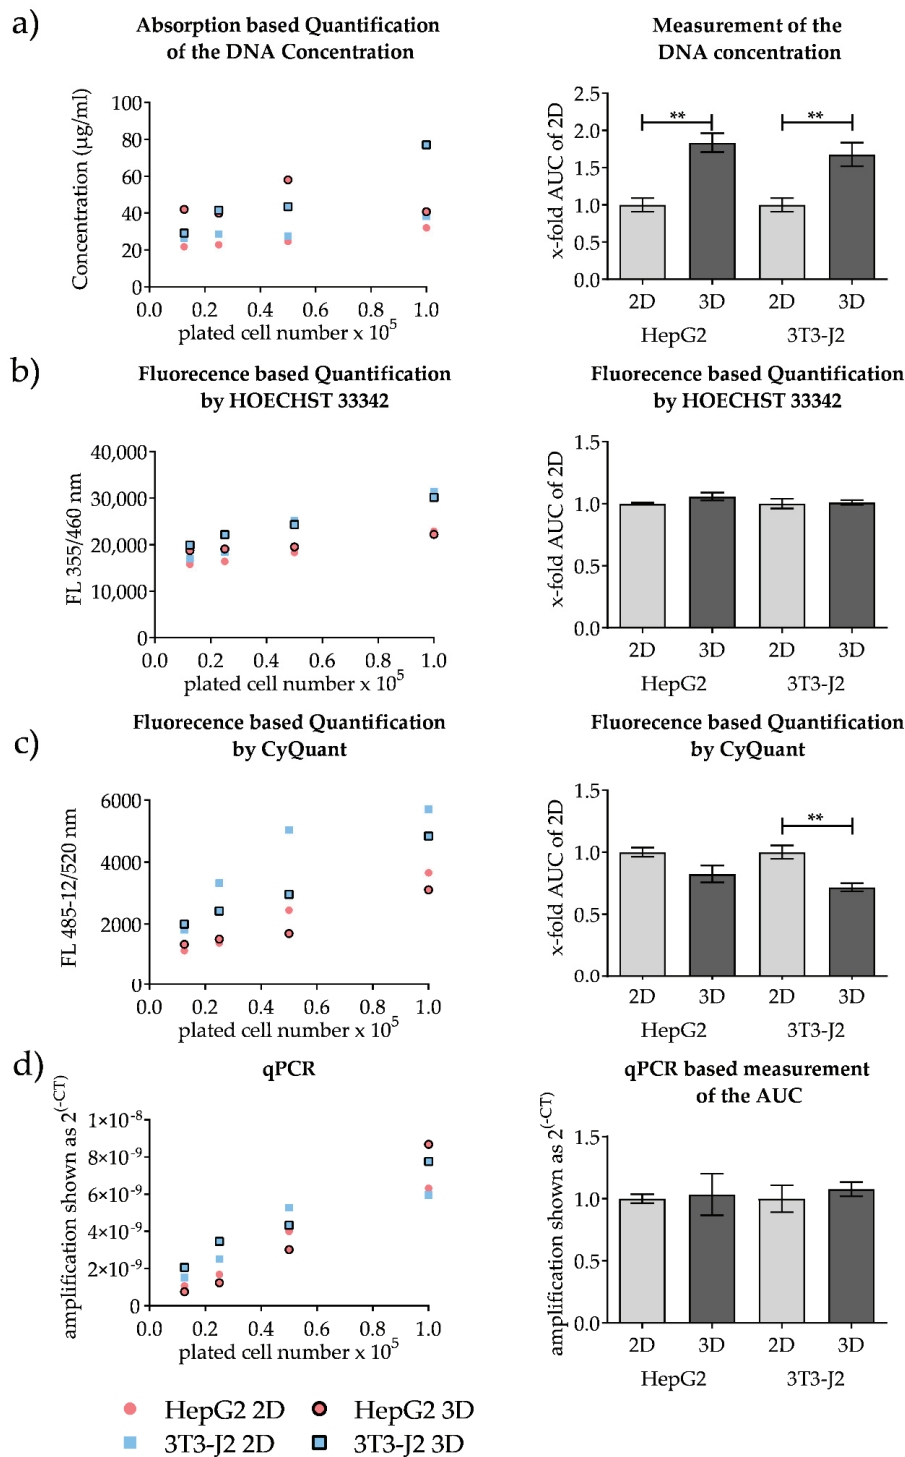 a)
Absorption based Quantification
of the DNA Concentration
Concentration (µg/ml)
100
80
60
40
20
0
0.0 0.2 0.4 0.6 0.8 1.0
plated cell number x 10⁵
Measurement of the
DNA concentration
x-fold AUC of 2D
2.5
2.0
1.5
1.0
0.5
0.0
** **
2D 3D 2D 3D
HepG2 3T3-J2
b)
Fluorecence based Quantification
by HOECHST 33342
FL 355/460 nm
40,000
30,000
20,000
10,000
0
0.0 0.2 0.4 0.6 0.8 1.0
plated cell number x 10⁵
Fluorecence based Quantification
by HOECHST 33342
x-fold AUC of 2D
1.5
1.0
0.5
0.0
2D 3D 2D 3D
HepG2 3T3-J2
c)
Fluorecence based Quantification
by CyQuant
FL 485-12/520 nm
6000
4000
2000
0
0.0 0.2 0.4 0.6 0.8 1.0
plated cell number x 10⁵
Fluorecence based Quantification
by CyQuant
x-fold AUC of 2D
1.5
1.0
0.5
0.0
**
2D 3D 2D 3D
HepG2 3T3-J2
d)
qPCR
amplification shown as 2⁽⁻ᶜᵀ⁾
1×10⁻⁸
8×10⁻⁹
6×10⁻⁹
4×10⁻⁹
2×10⁻⁹
0
0.0 0.2 0.4 0.6 0.8 1.0
plated cell number x 10⁵
qPCR based measurement
of the AUC
amplification shown as 2⁽⁻ᶜᵀ⁾
1.5
1.0
0.5
0.0
2D 3D 2D 3D
HepG2 3T3-J2
HepG2 2D HepG2 3D
3T3-J2 2D 3T3-J2 3D